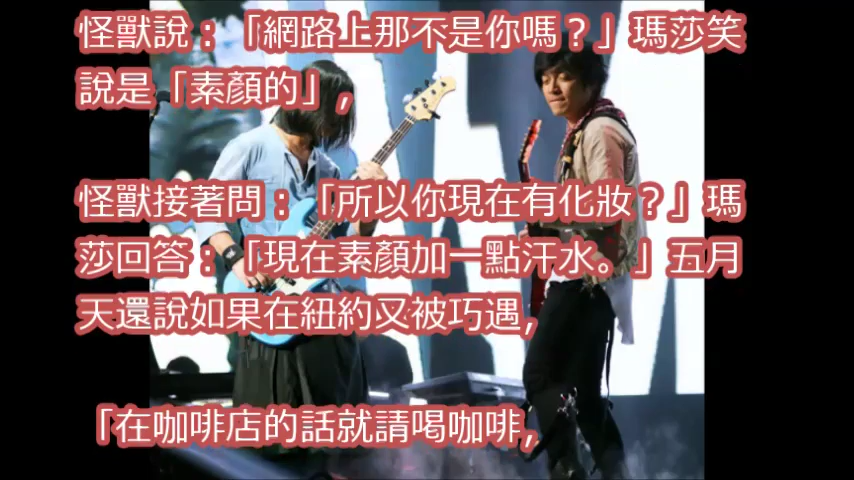 怪獸說：「網路上那不是你嗎？」瑪莎笑
說是「素顏的」，
怪獸接著問：「所以你現在有化妝？」瑪
莎回答：「現在素顏加一點汗水。」五月
天還說如果在紐約又被巧遇，
「在咖啡店的話就請喝咖啡，